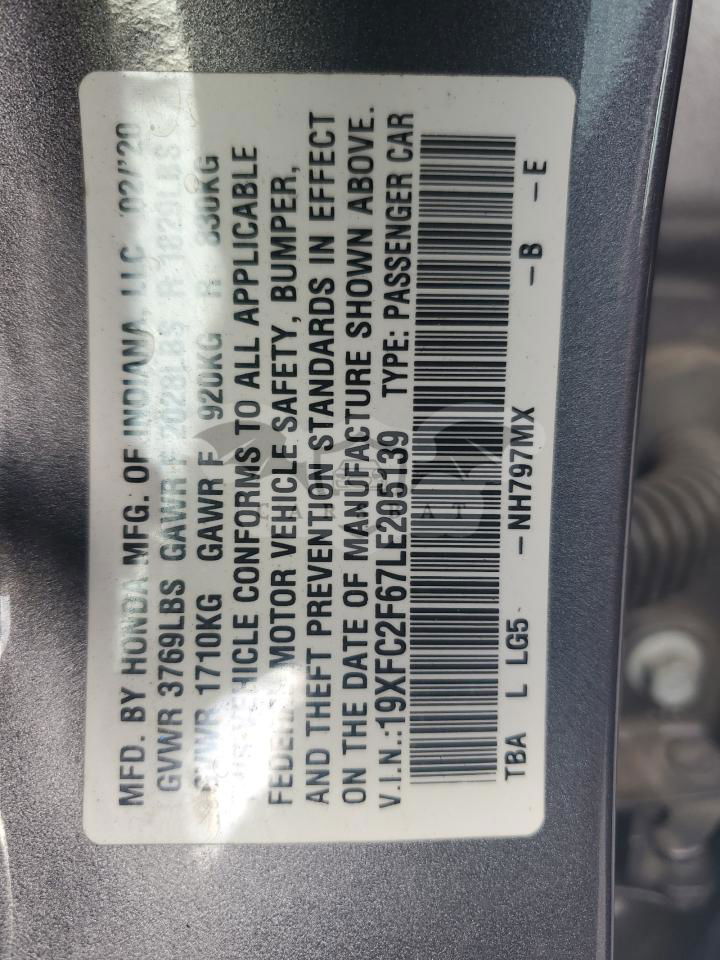 MFD. BY HONDA MFG. OF INDIANA, LLC 02/'20
GVWR 3769LBS GAWR F 2028LBS R 1830LBS
GVWR 1710KG GAWR F 920KG R 830KG
THIS VEHICLE CONFORMS TO ALL APPLICABLE
FEDERAL MOTOR VEHICLE SAFETY, BUMPER,
AND THEFT PREVENTION STANDARDS IN EFFECT
ON THE DATE OF MANUFACTURE SHOWN ABOVE.
V.I.N.:19XFC2F67LE205139 TYPE: PASSENGER CAR
TBA L LG5 -NH797MX -B -E